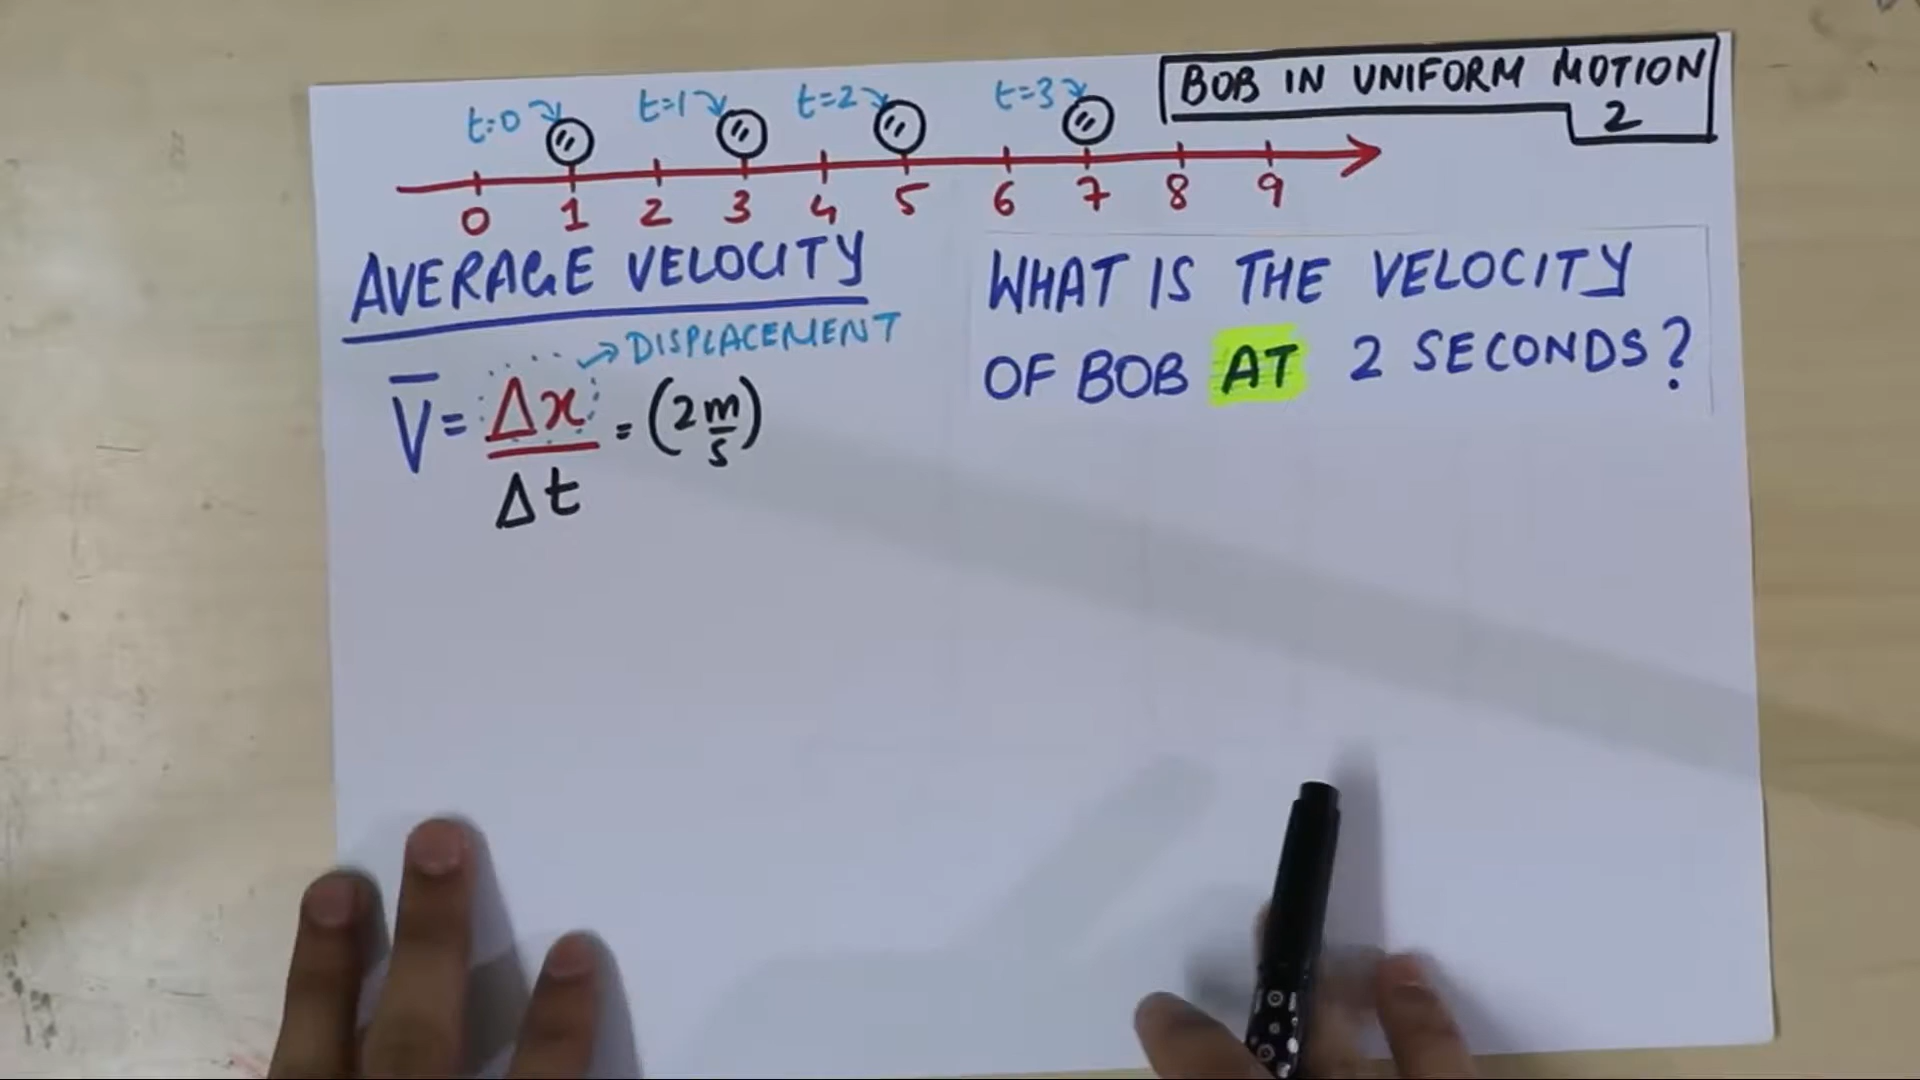 BOB IN UNIFORM MOTION
2
t=0 t=1 t=2 t=3
0 1 2 3 4 5 6 7 8 9
AVERAGE VELOCITY
→ DISPLACEMENT
V̅ = Δx/Δt = (2 m/s)
WHAT IS THE VELOCITY
OF BOB AT 2 SECONDS?